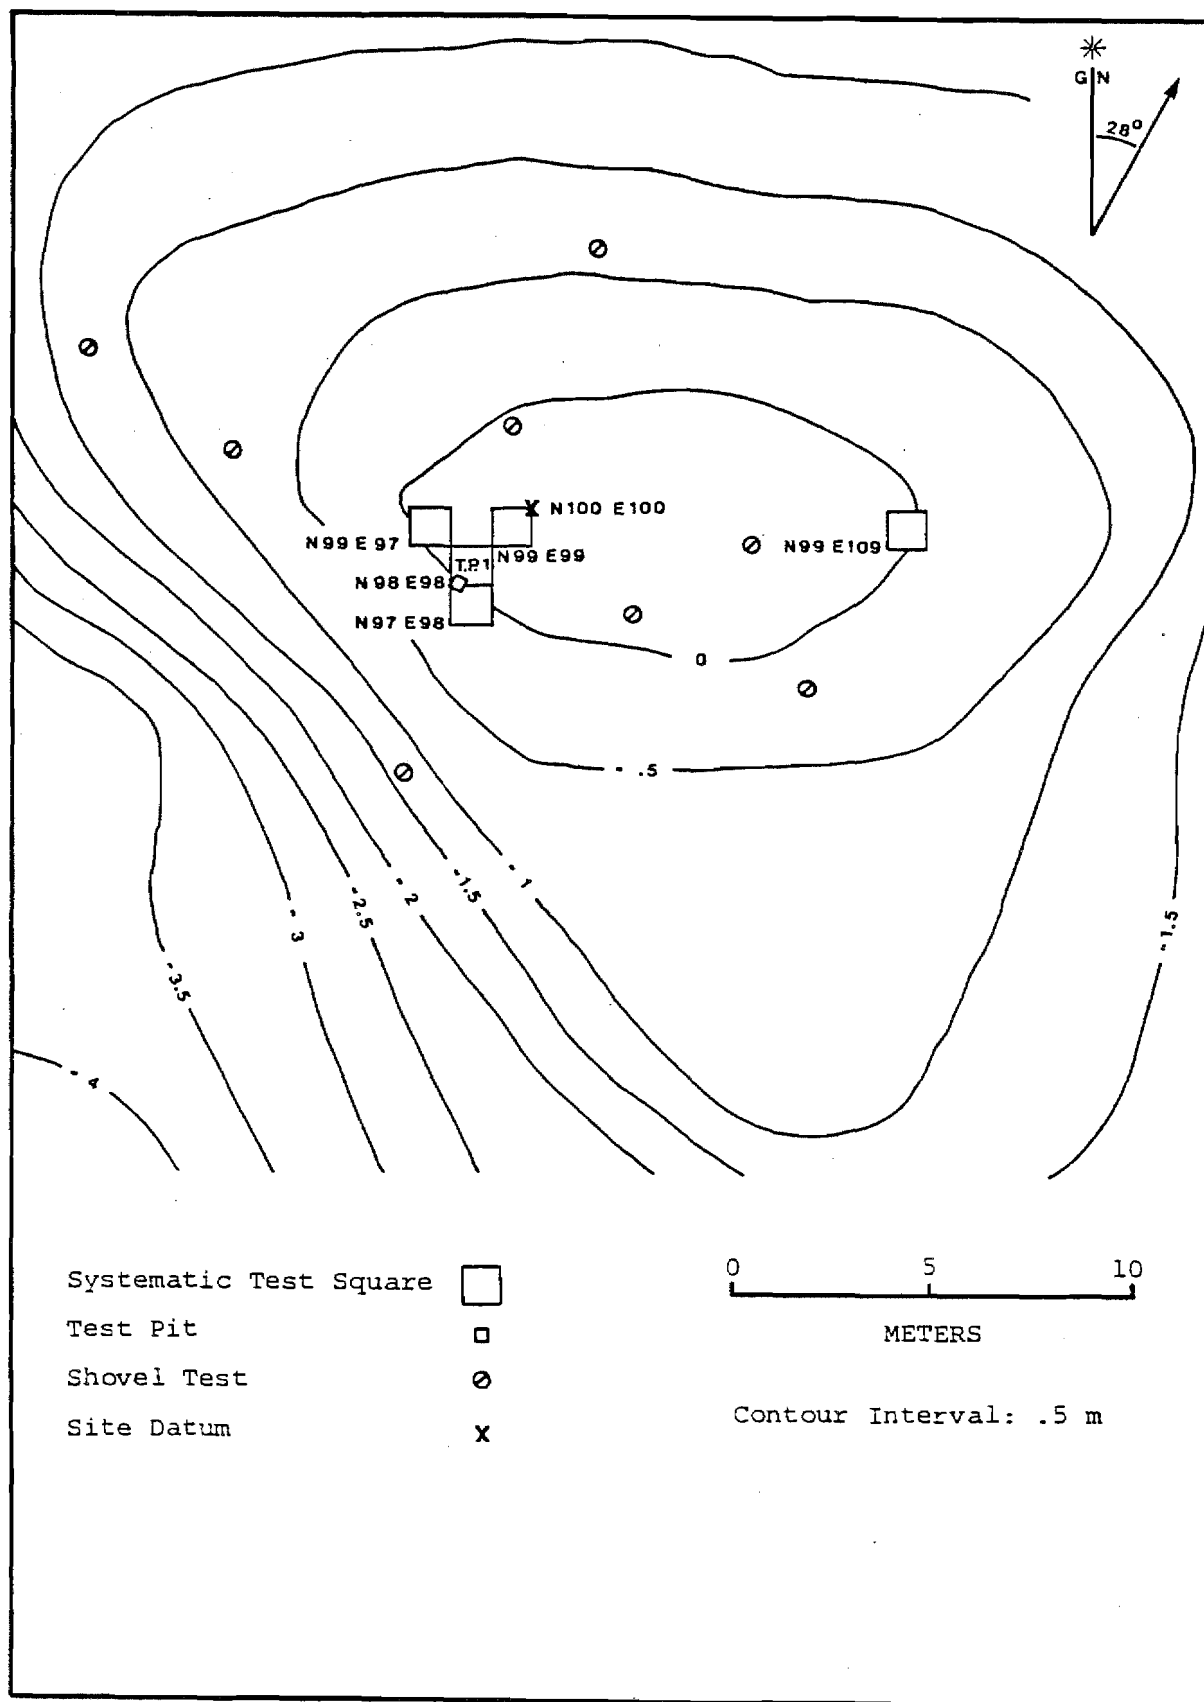 GN
28°
N100 E100
N99 E97
N99 E99
N99 E109
T.P.1
N98 E98
N97 E98
0
- .5
- 1
-1.5
- 2
-2.5
- 3
-3.5
- 4
-1.5
Systematic Test Square
Test Pit
Shovel Test
Site Datum
X
0 5 10
METERS
Contour Interval: .5 m